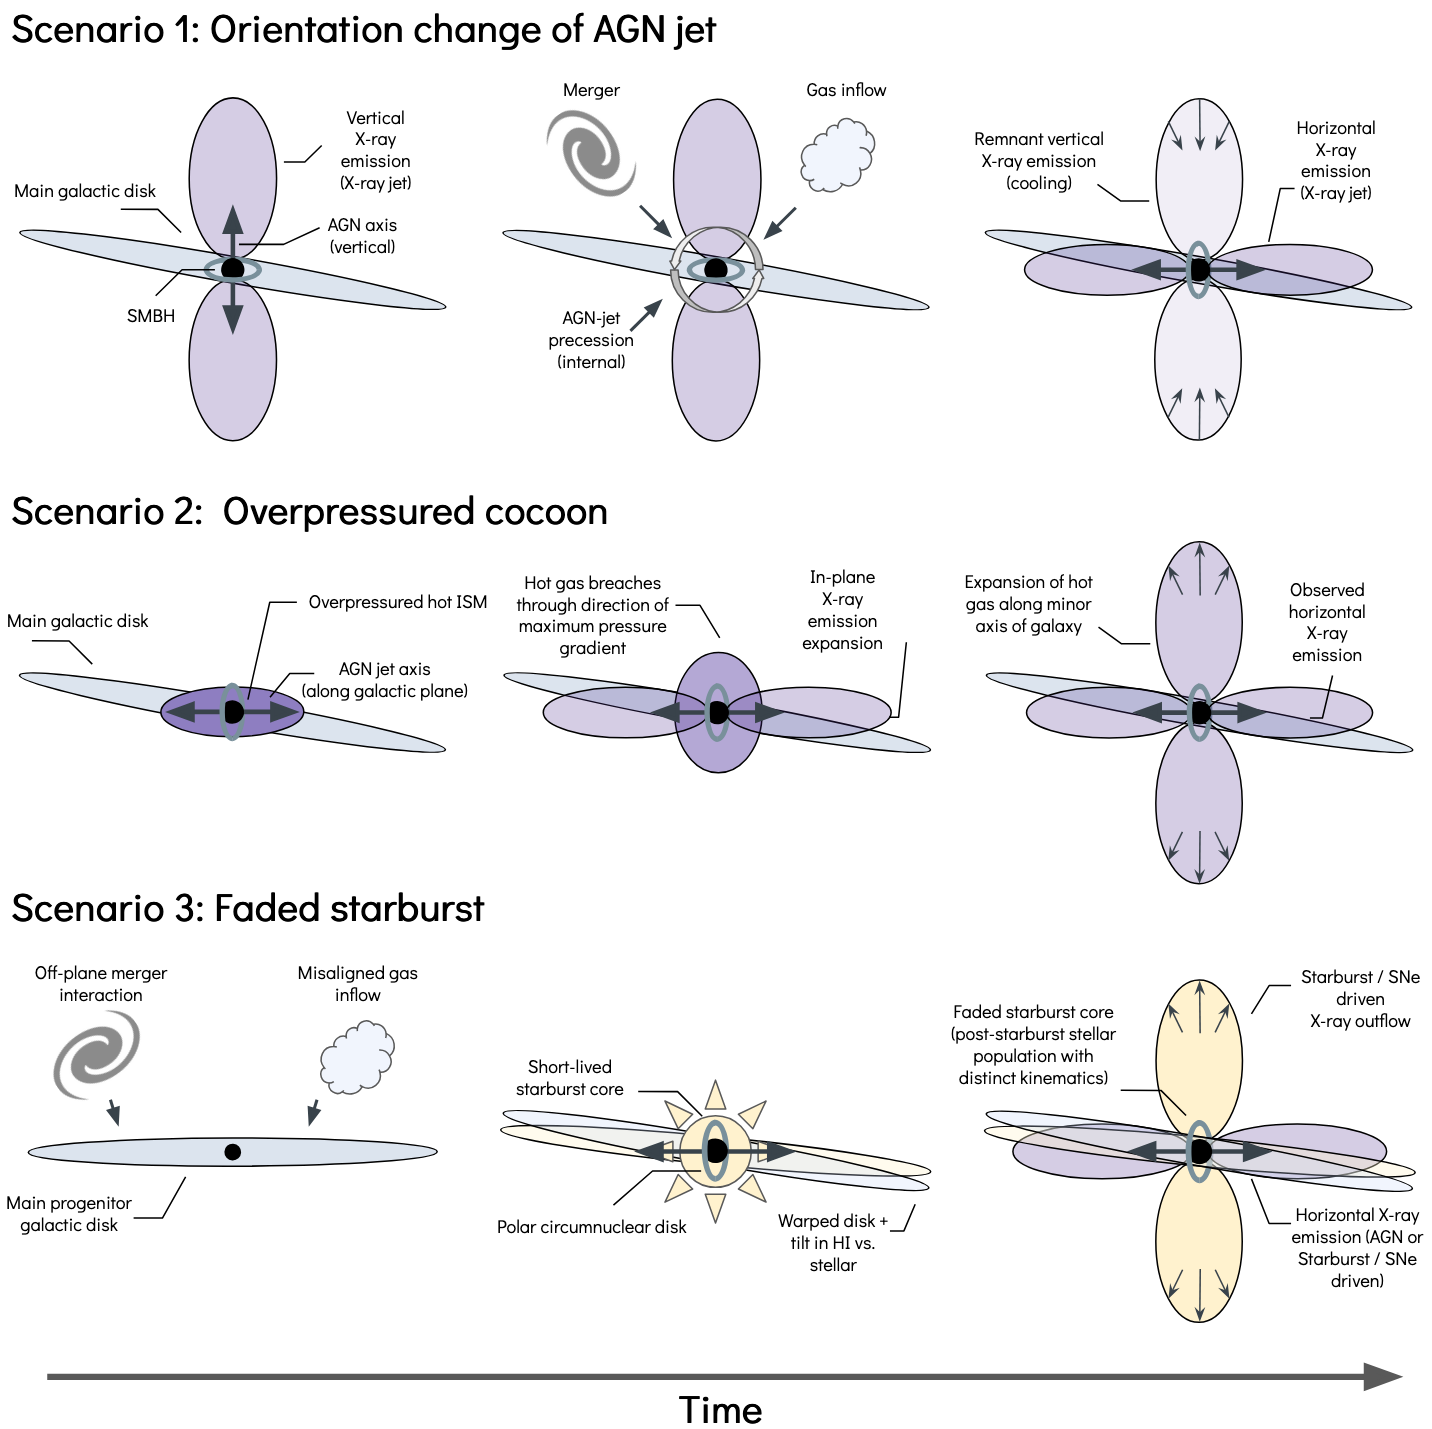 Scenario 1: Orientation change of AGN jet
Main galactic disk
Vertical
X-ray
emission
(X-ray jet)
AGN axis
(vertical)
SMBH
Merger
Gas inflow
AGN-jet
precession
(internal)
Remnant vertical
X-ray emission
(cooling)
Horizontal
X-ray
emission
(X-ray jet)
Scenario 2: Overpressured cocoon
Main galactic disk
Overpressured hot ISM
AGN jet axis
(along galactic plane)
Hot gas breaches
through direction of
maximum pressure
gradient
In-plane
X-ray
emission
expansion
Expansion of hot
gas along minor
axis of galaxy
Observed
horizontal
X-ray
emission
Scenario 3: Faded starburst
Off-plane merger
interaction
Misaligned gas
inflow
Main progenitor
galactic disk
Short-lived
starburst core
Polar circumnuclear disk
Warped disk +
tilt in HI vs.
stellar
Faded starburst core
(post-starburst stellar
population with
distinct kinematics)
Starburst / SNe
driven
X-ray outflow
Horizontal X-ray
emission (AGN or
Starburst / SNe
driven)
Time